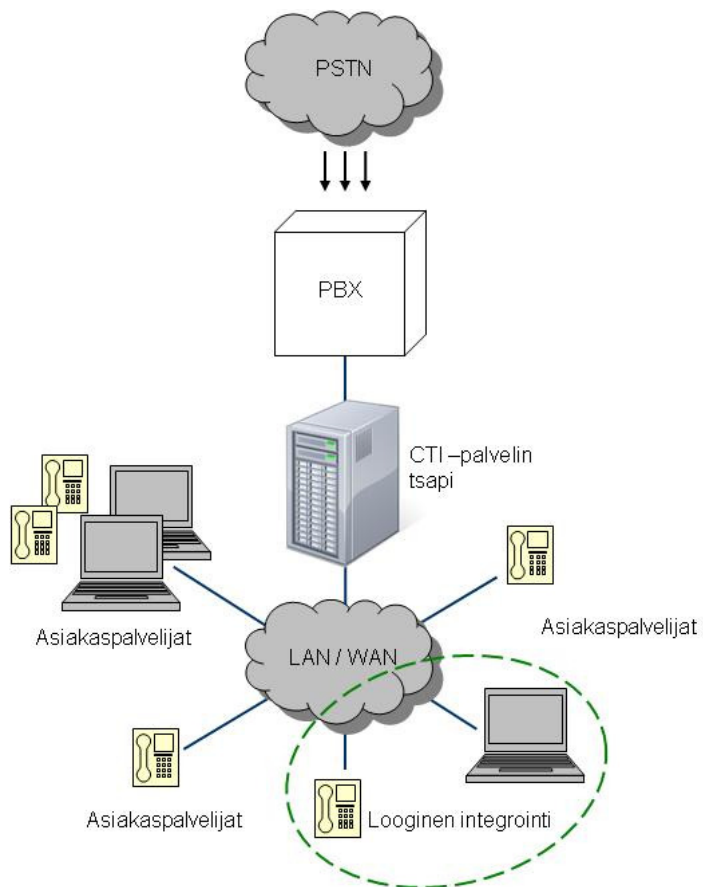 PSTN
PBX
CTI –palvelin
tsapi
Asiakaspalvelijat
Asiakaspalvelijat
LAN / WAN
Asiakaspalvelijat
Looginen integrointi